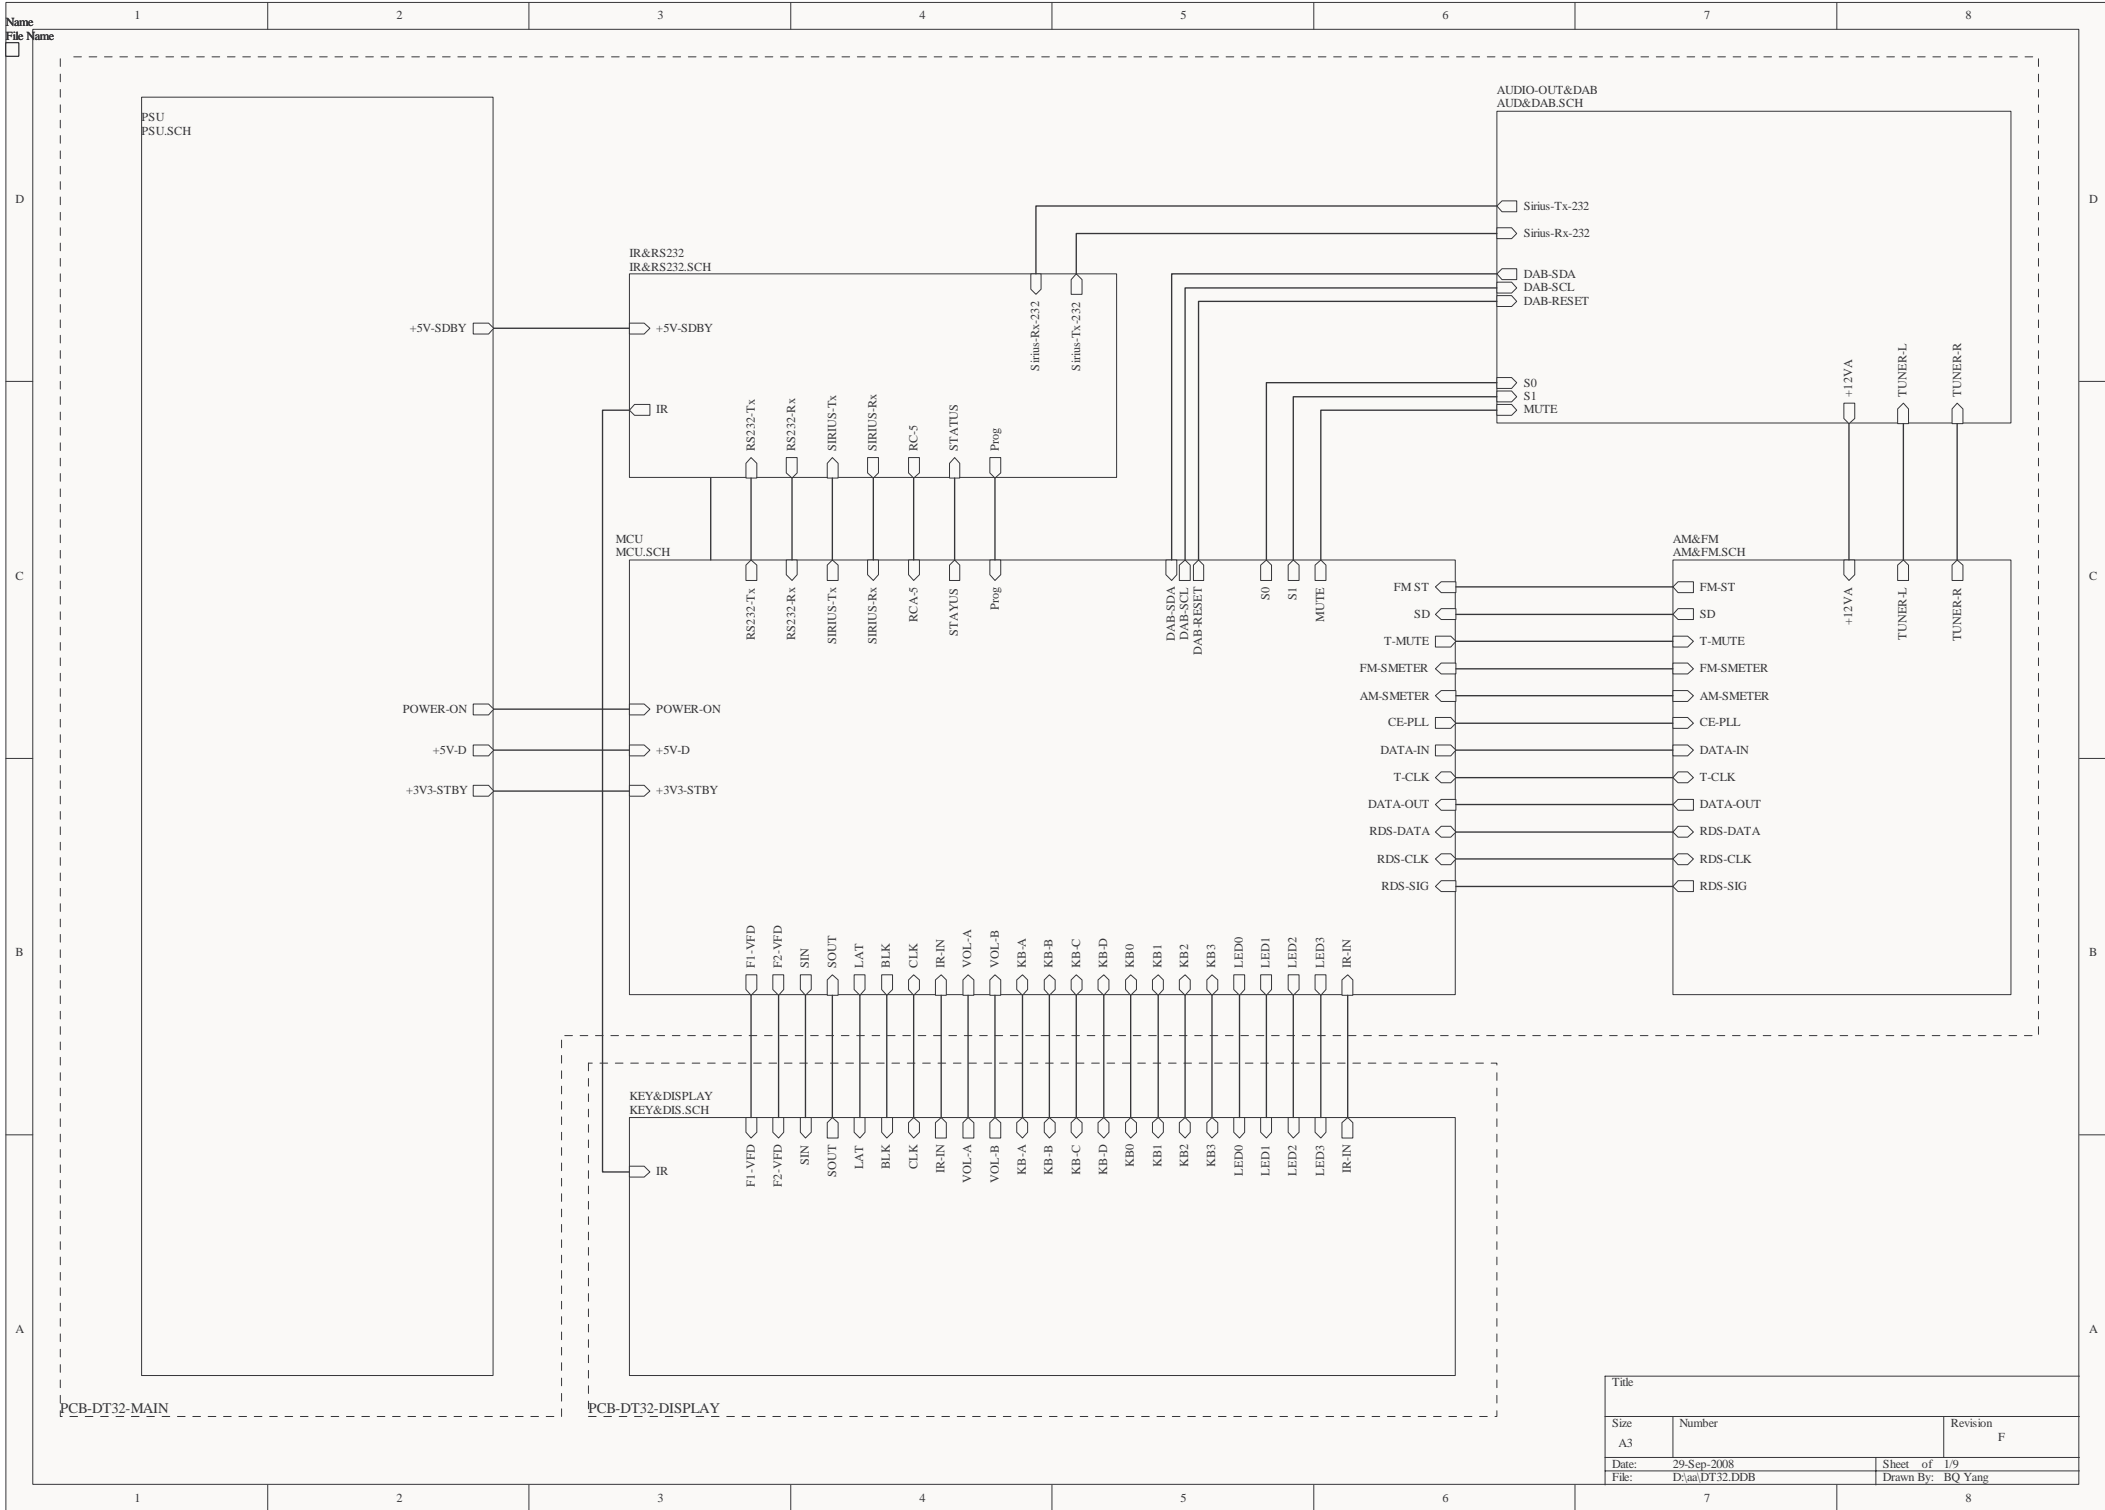 1 2 3 4 5 6 7 8
Name
File Name
D
C
B
A
PSU
PSU.SCH
+5V-SDBY
POWER-ON
+5V-D
+3V3-STBY
IR&RS232
IR&RS232.SCH
+5V-SDBY
IR
Sirius-Rx-232
Sirius-Tx-232
RS232-Tx
RS232-Rx
SIRIUS-Tx
SIRIUS-Rx
RC-5
STATUS
Prog
AUDIO-OUT&DAB
AUD&DAB.SCH
Sirius-Tx-232
Sirius-Rx-232
DAB-SDA
DAB-SCL
DAB-RESET
S0
S1
MUTE
+12VA
TUNER-L
TUNER-R
MCU
MCU.SCH
RS232-Tx
RS232-Rx
SIRIUS-Tx
SIRIUS-Rx
RCA-5
STAYUS
Prog
DAB-SDA
DAB-SCL
DAB-RESET
S0
S1
MUTE
POWER-ON
+5V-D
+3V3-STBY
FM ST
SD
T-MUTE
FM-SMETER
AM-SMETER
CE-PLL
DATA-IN
T-CLK
DATA-OUT
RDS-DATA
RDS-CLK
RDS-SIG
F1-VFD
F2-VFD
SIN
SOUT
LAT
BLK
CLK
IR-IN
VOL-A
VOL-B
KB-A
KB-B
KB-C
KB-D
KB0
KB1
KB2
KB3
LED0
LED1
LED2
LED3
IR-IN
AM&FM
AM&FM.SCH
+12VA
TUNER-L
TUNER-R
FM-ST
SD
T-MUTE
FM-SMETER
AM-SMETER
CE-PLL
DATA-IN
T-CLK
DATA-OUT
RDS-DATA
RDS-CLK
RDS-SIG
KEY&DISPLAY
KEY&DIS.SCH
IR
F1-VFD
F2-VFD
SIN
SOUT
LAT
BLK
CLK
IR-IN
VOL-A
VOL-B
KB-A
KB-B
KB-C
KB-D
KB0
KB1
KB2
KB3
LED0
LED1
LED2
LED3
IR-IN
PCB-DT32-MAIN
PCB-DT32-DISPLAY
D
C
B
A
Title
Size Number Revision
A3 F
Date: 29-Sep-2008 Sheet of 1/9
File: D:\aa\DT32.DDB Drawn By: BQ Yang
1 2 3 4 5 6 7 8